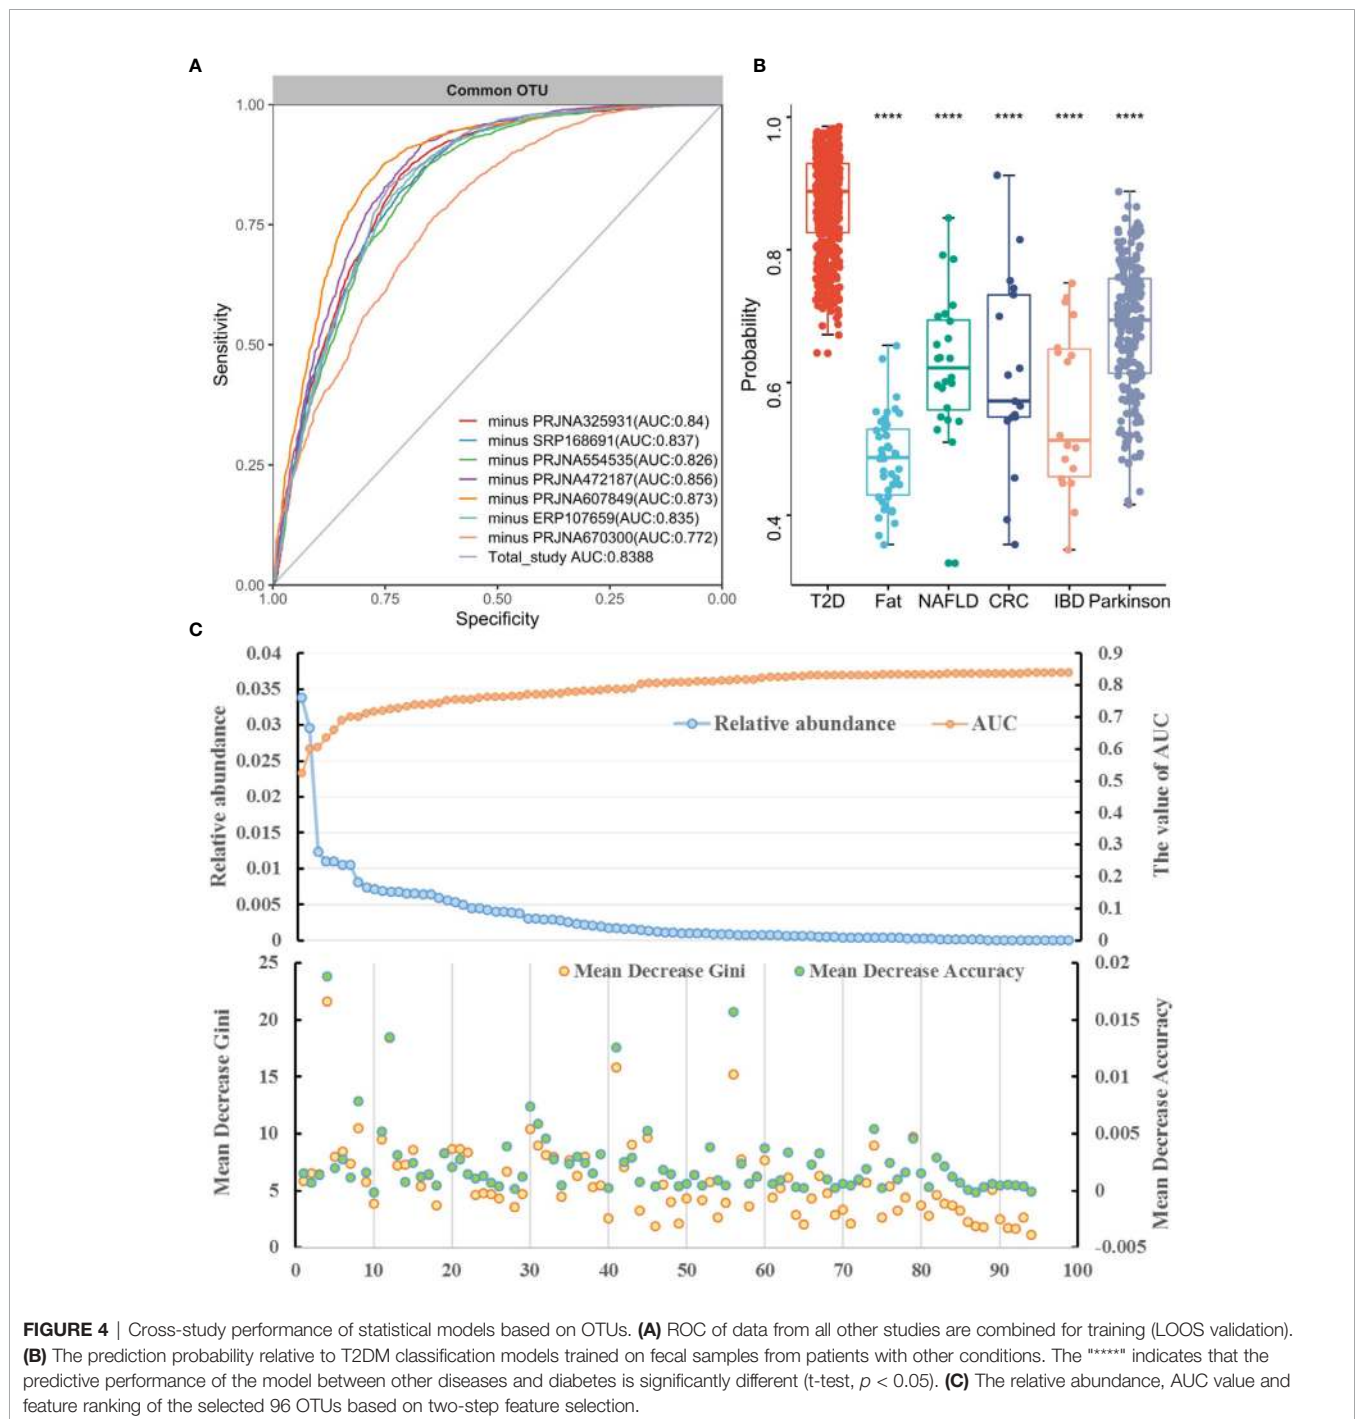 A
Common OTU
1.00
0.75
0.50
0.25
0.00
Sensitivity
minus PRJNA325931(AUC:0.84)
minus SRP168691(AUC:0.837)
minus PRJNA554535(AUC:0.826)
minus PRJNA472187(AUC:0.856)
minus PRJNA607849(AUC:0.873)
minus ERP107659(AUC:0.835)
minus PRJNA670300(AUC:0.772)
Total_study AUC:0.8388
1.00 0.75 0.50 0.25 0.00
Specificity
B
**** **** **** **** ****
1.0
0.8
0.6
0.4
Probability
T2D Fat NAFLD CRC IBD Parkinson
C
0.04
0.035
0.03
0.025
0.02
0.015
0.01
0.005
0
Relative abundance
Relative abundance AUC
0.9
0.8
0.7
0.6
0.5
0.4
0.3
0.2
0.1
0
The value of AUC
25
20
15
10
5
0
Mean Decrease Gini
Mean Decrease Gini Mean Decrease Accuracy
0.02
0.015
0.01
0.005
0
-0.005
Mean Decrease Accuracy
0 10 20 30 40 50 60 70 80 90 100
FIGURE 4 | Cross-study performance of statistical models based on OTUs. (A) ROC of data from all other studies are combined for training (LOOS validation).
(B) The prediction probability relative to T2DM classification models trained on fecal samples from patients with other conditions. The "****" indicates that the
predictive performance of the model between other diseases and diabetes is significantly different (t-test, p < 0.05). (C) The relative abundance, AUC value and
feature ranking of the selected 96 OTUs based on two-step feature selection.